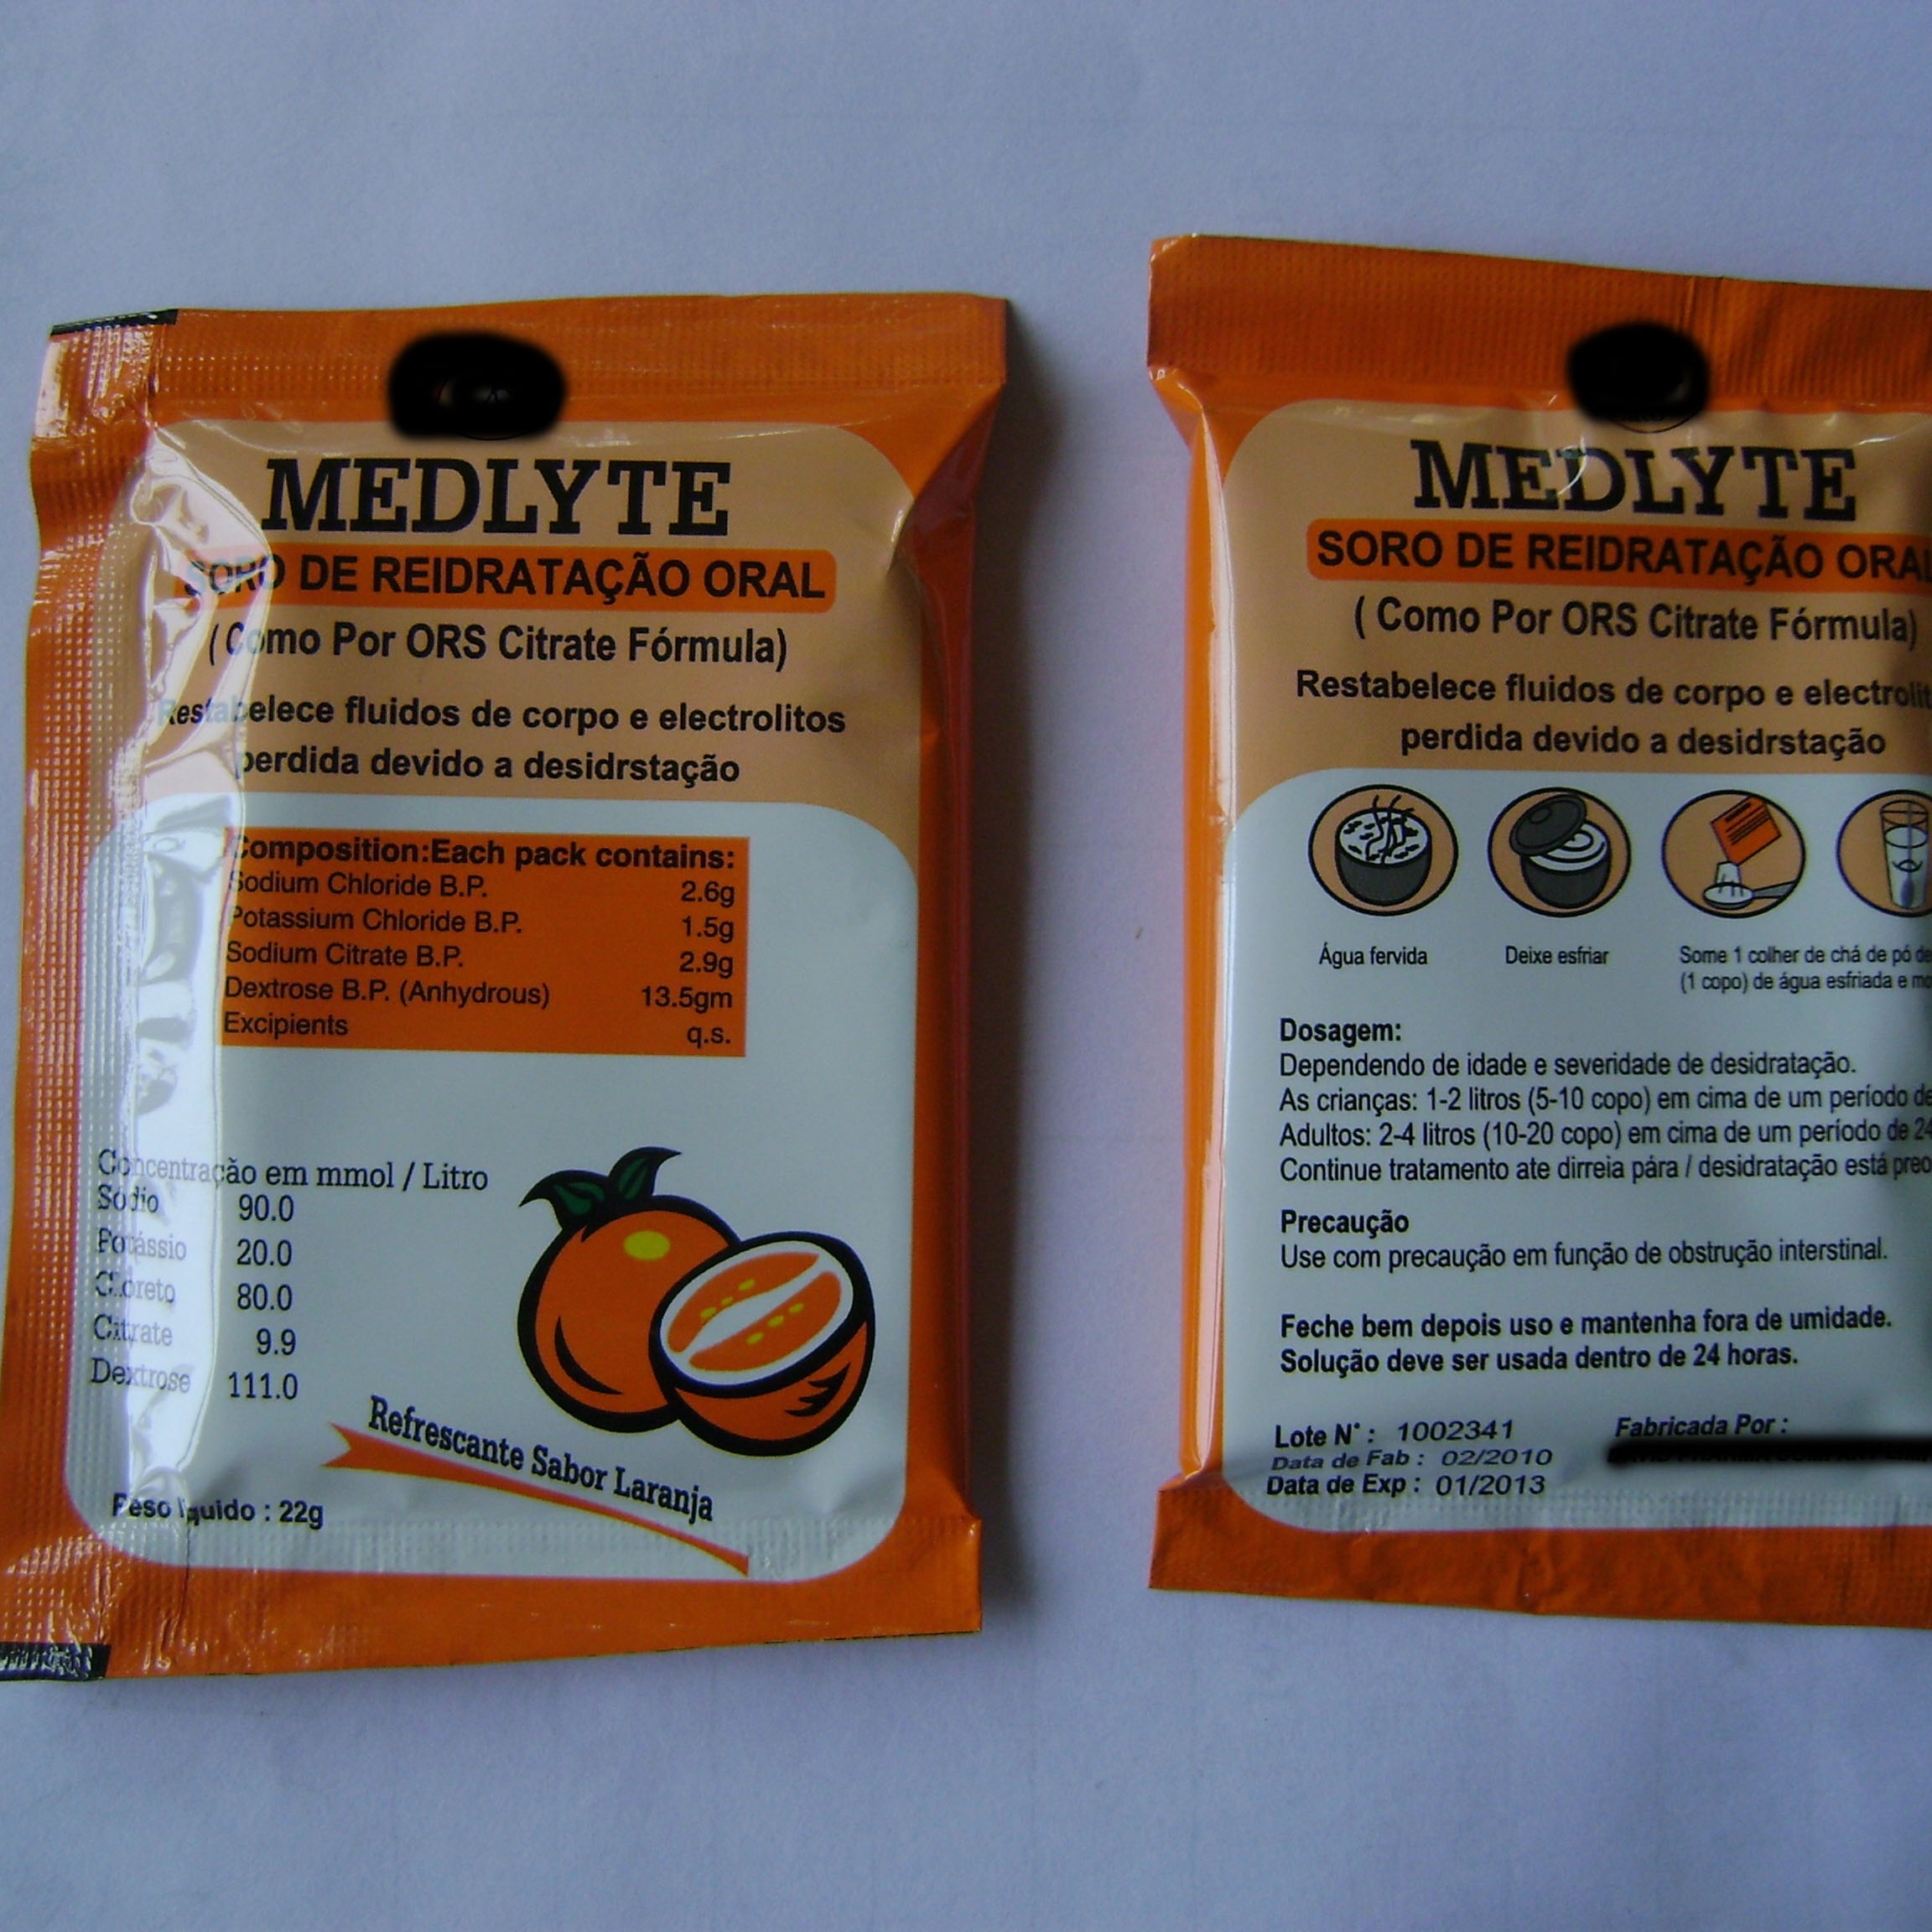 MEDLYTE
SORO DE REIDRATAÇÃO ORAL
( Como Por ORS Citrate Fórmula)
Restabelece fluidos de corpo e electrolitos
perdida devido a desidrstação
Composition:Each pack contains:
Sodium Chloride B.P. 2.6g
Potassium Chloride B.P. 1.5g
Sodium Citrate B.P. 2.9g
Dextrose B.P. (Anhydrous) 13.5gm
Excipients q.s.
Concentração em mmol / Litro
Sódio 90.0
Potássio 20.0
Cloreto 80.0
Citrate 9.9
Dextrose 111.0
Refrescante Sabor Laranja
Peso líquido : 22g
MEDLYTE
SORO DE REIDRATAÇÃO ORAL
( Como Por ORS Citrate Fórmula)
Restabelece fluidos de corpo e electrolit
perdida devido a desidrstação
Água fervida
Deixe esfriar
Some 1 colher de chá de pó de
(1 copo) de água esfriada e
Dosagem:
Dependendo de idade e severidade de desidratação.
As crianças: 1-2 litros (5-10 copo) em cima de um período de
Adultos: 2-4 litros (10-20 copo) em cima de um período de 24
Continue tratamento ate dirreia pára / desidratação está
Precaução
Use com precaução em função de obstrução interstinal.
Feche bem depois uso e mantenha fora de umidade.
Solução deve ser usada dentro de 24 horas.
Lote N° : 1002341
Data de Fab : 02/2010
Data de Exp : 01/2013
Fabricada Por :